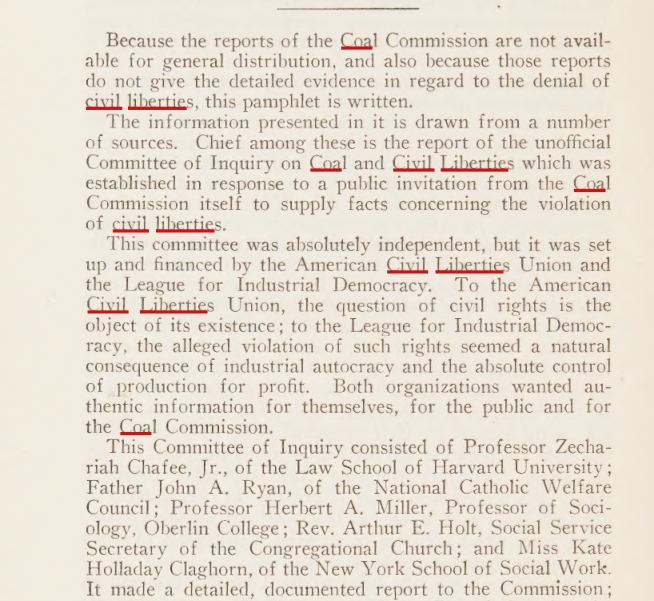 Because the reports of the Coal Commission are not avail-
able for general distribution, and also because those reports
do not give the detailed evidence in regard to the denial of
civil liberties, this pamphlet is written.
The information presented in it is drawn from a number
of sources. Chief among these is the report of the unofficial
Committee of Inquiry on Coal and Civil Liberties which was
established in response to a public invitation from the Coal
Commission itself to supply facts concerning the violation
of civil liberties.
This committee was absolutely independent, but it was set
up and financed by the American Civil Liberties Union and
the League for Industrial Democracy. To the American
Civil Liberties Union, the question of civil rights is the
object of its existence; to the League for Industrial Democ-
racy, the alleged violation of such rights seemed a natural
consequence of industrial autocracy and the absolute control
of production for profit. Both organizations wanted au-
thentic information for themselves, for the public and for
the Coal Commission.
This Committee of Inquiry consisted of Professor Zecha-
riah Chafee, Jr., of the Law School of Harvard University;
Father John A. Ryan, of the National Catholic Welfare
Council; Professor Herbert A. Miller, Professor of Soci-
ology, Oberlin College; Rev. Arthur E. Holt, Social Service
Secretary of the Congregational Church; and Miss Kate
Holladay Claghorn, of the New York School of Social Work.
It made a detailed, documented report to the Commission;